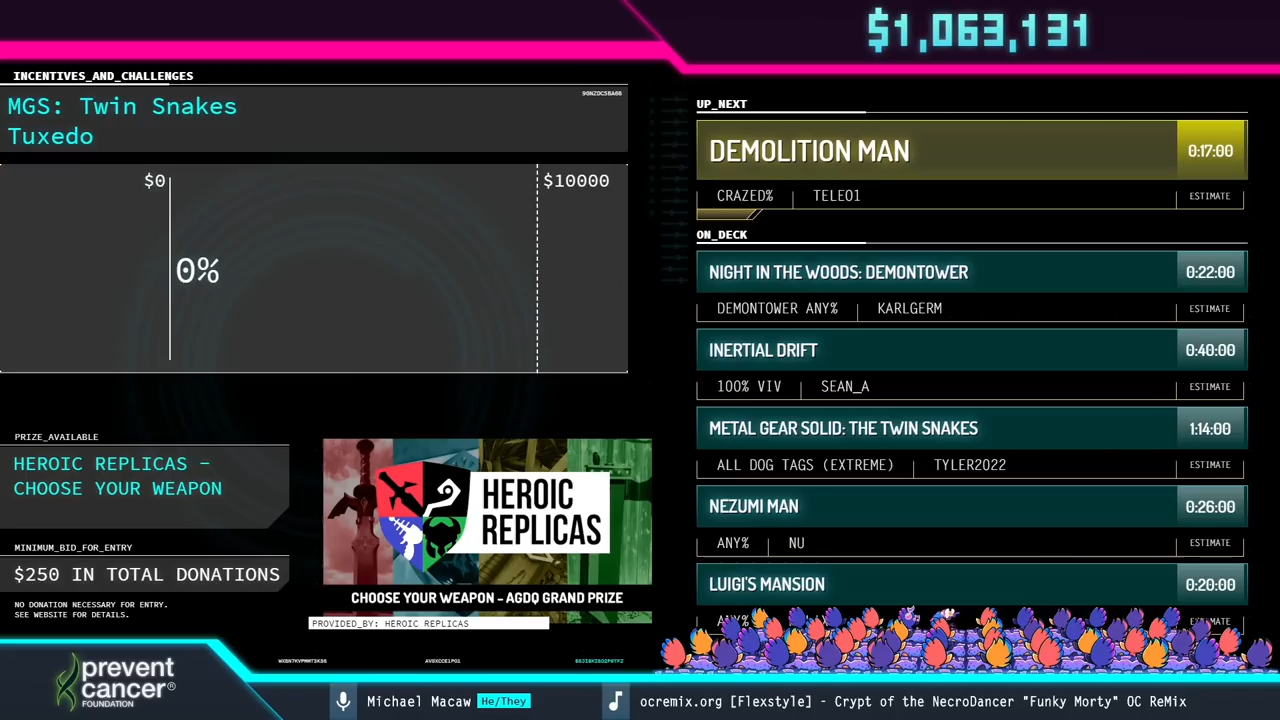 $1,063,131
INCENTIVES_AND_CHALLENGES
MGS: Twin Snakes
Tuxedo
$0
$10000
0%
PRIZE_AVAILABLE
HEROIC REPLICAS -
CHOOSE YOUR WEAPON
MINIMUM_BID_FOR_ENTRY
$250 IN TOTAL DONATIONS
NO DONATION NECESSARY FOR ENTRY.
SEE WEBSITE FOR DETAILS.
HEROIC
REPLICAS
CHOOSE YOUR WEAPON - AGDQ GRAND PRIZE
PROVIDED_BY: HEROIC REPLICAS
UP_NEXT
DEMOLITION MAN 0:17:00
CRAZED% TELEO1 ESTIMATE
ON_DECK
NIGHT IN THE WOODS: DEMONTOWER 0:22:00
DEMONTOWER ANY% KARLGERM ESTIMATE
INERTIAL DRIFT 0:40:00
100% VIV SEAN_A ESTIMATE
METAL GEAR SOLID: THE TWIN SNAKES 1:14:00
ALL DOG TAGS (EXTREME) TYLER2022 ESTIMATE
NEZUMI MAN 0:26:00
ANY% NU ESTIMATE
LUIGI'S MANSION 0:20:00
prevent
cancer®
FOUNDATION
Michael Macaw He/They
ocremix.org [Flexstyle] - Crypt of the NecroDancer "Funky Morty" OC ReMix